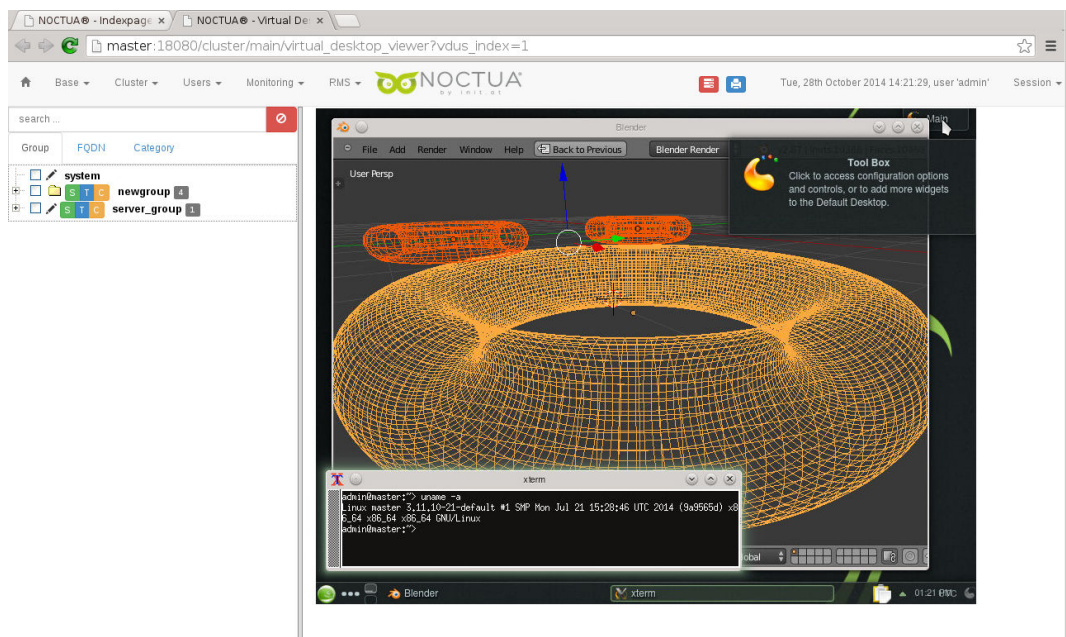 NOCTUA® - Indexpage
NOCTUA® - Virtual De
master:18080/cluster/main/virtual_desktop_viewer?vdus_index=1
Base
Cluster
Users
Monitoring
RMS
NOCTUA
by init.at
Tue, 28th October 2014 14:21:29, user 'admin'
Session
search ...
Group
FQDN
Category
system
S T C newgroup 4
S T C server_group 1
Blender
Main
File Add Render Window Help Back to Previous Blender Render
User Persp
Tool Box
Click to access configuration options
and controls, or to add more widgets
to the Default Desktop.
xterm
admin@master:~> uname -a
Linux master 3.11.10-21-default #1 SMP Mon Jul 21 15:28:46 UTC 2014 (9a9565d) x8
6_64 x86_64 x86_64 GNU/Linux
admin@master:~>
lobal
Blender
xterm
01:21